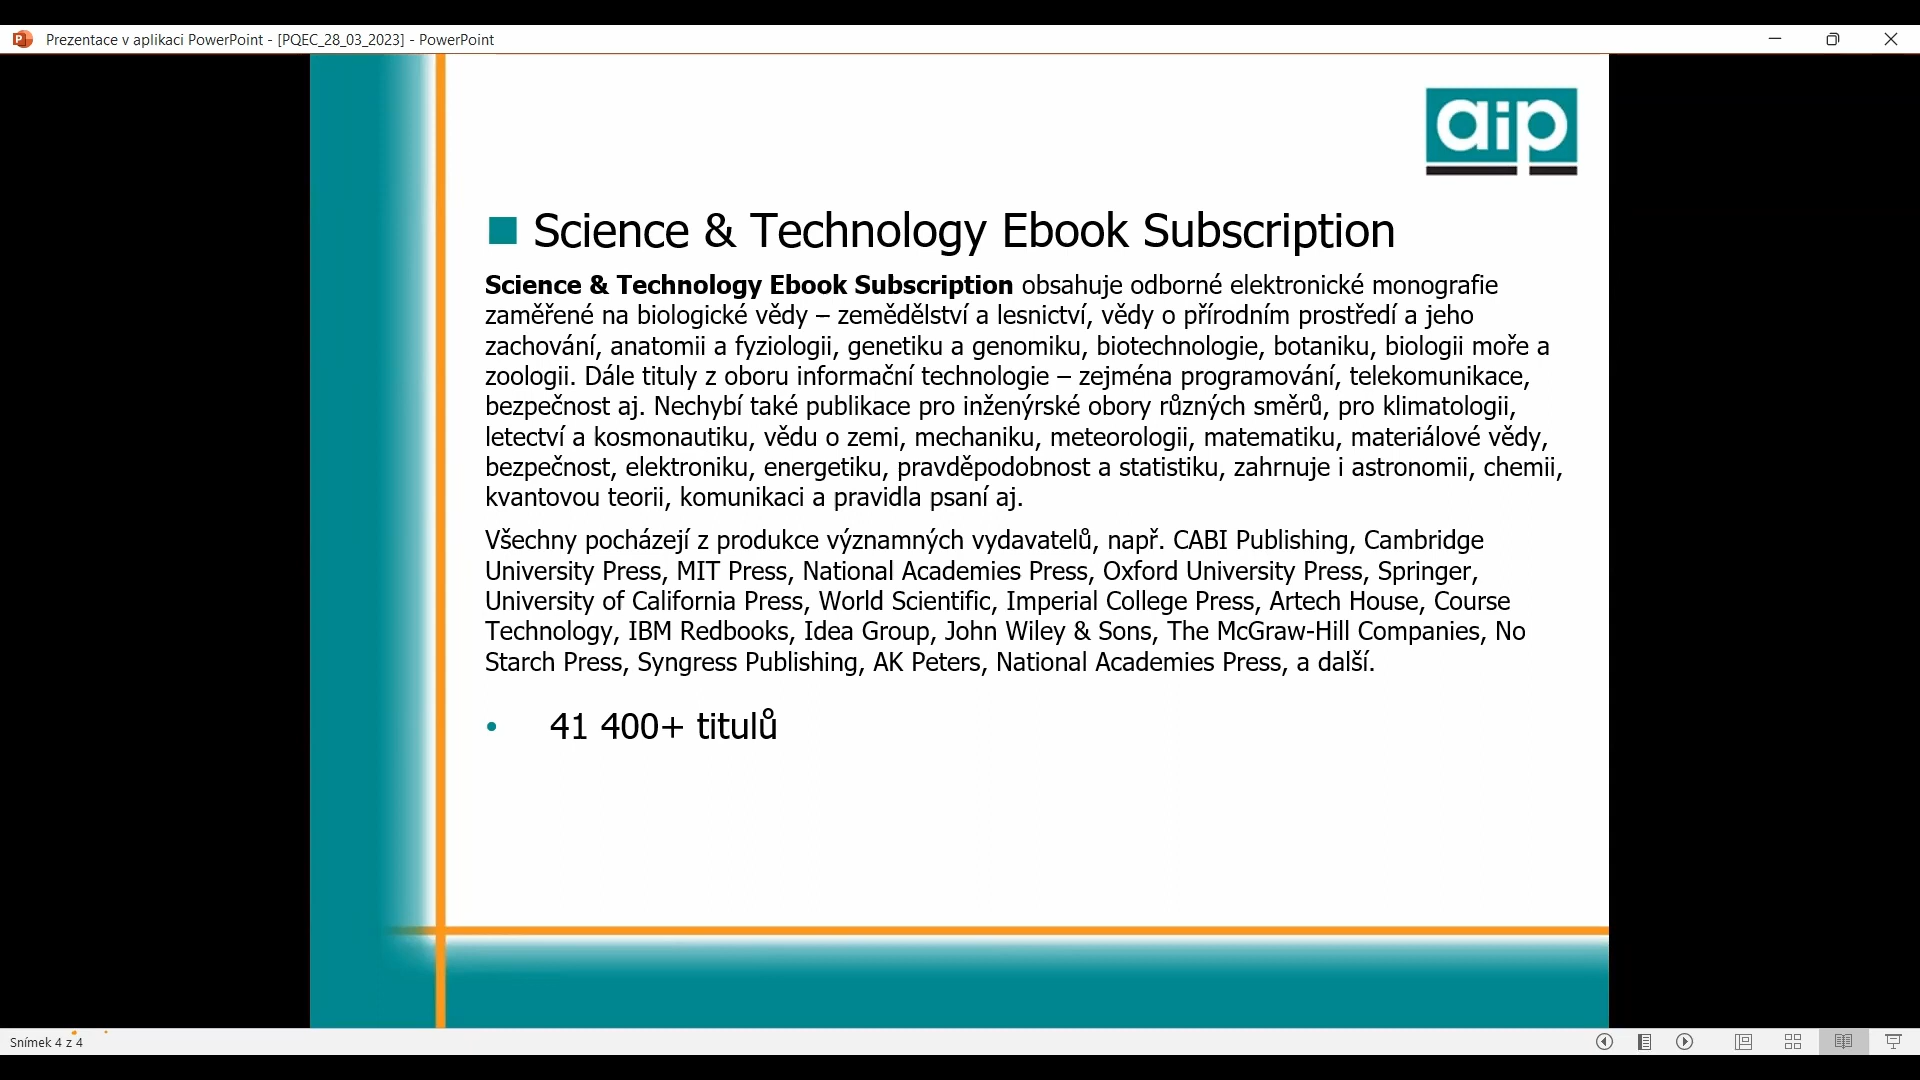 Prezentace v aplikaci PowerPoint - [PQEC_28_03_2023] - PowerPoint
aip
Science & Technology Ebook Subscription
Science & Technology Ebook Subscription obsahuje odborné elektronické monografie
zaměřené na biologické vědy – zemědělství a lesnictví, vědy o přírodním prostředí a jeho
zachování, anatomii a fyziologii, genetiku a genomiku, biotechnologie, botaniku, biologii moře a
zoologii. Dále tituly z oboru informační technologie – zejména programování, telekomunikace,
bezpečnost aj. Nechybí také publikace pro inženýrské obory různých směrů, pro klimatologii,
letectví a kosmonautiku, vědu o zemi, mechaniku, meteorologii, matematiku, materiálové vědy,
bezpečnost, elektroniku, energetiku, pravděpodobnost a statistiku, zahrnuje i astronomii, chemii,
kvantovou teorii, komunikaci a pravidla psaní aj.
Všechny pocházejí z produkce významných vydavatelů, např. CABI Publishing, Cambridge
University Press, MIT Press, National Academies Press, Oxford University Press, Springer,
University of California Press, World Scientific, Imperial College Press, Artech House, Course
Technology, IBM Redbooks, Idea Group, John Wiley & Sons, The McGraw-Hill Companies, No
Starch Press, Syngress Publishing, AK Peters, National Academies Press, a další.
• 41 400+ titulů
Snímek 4 z 4